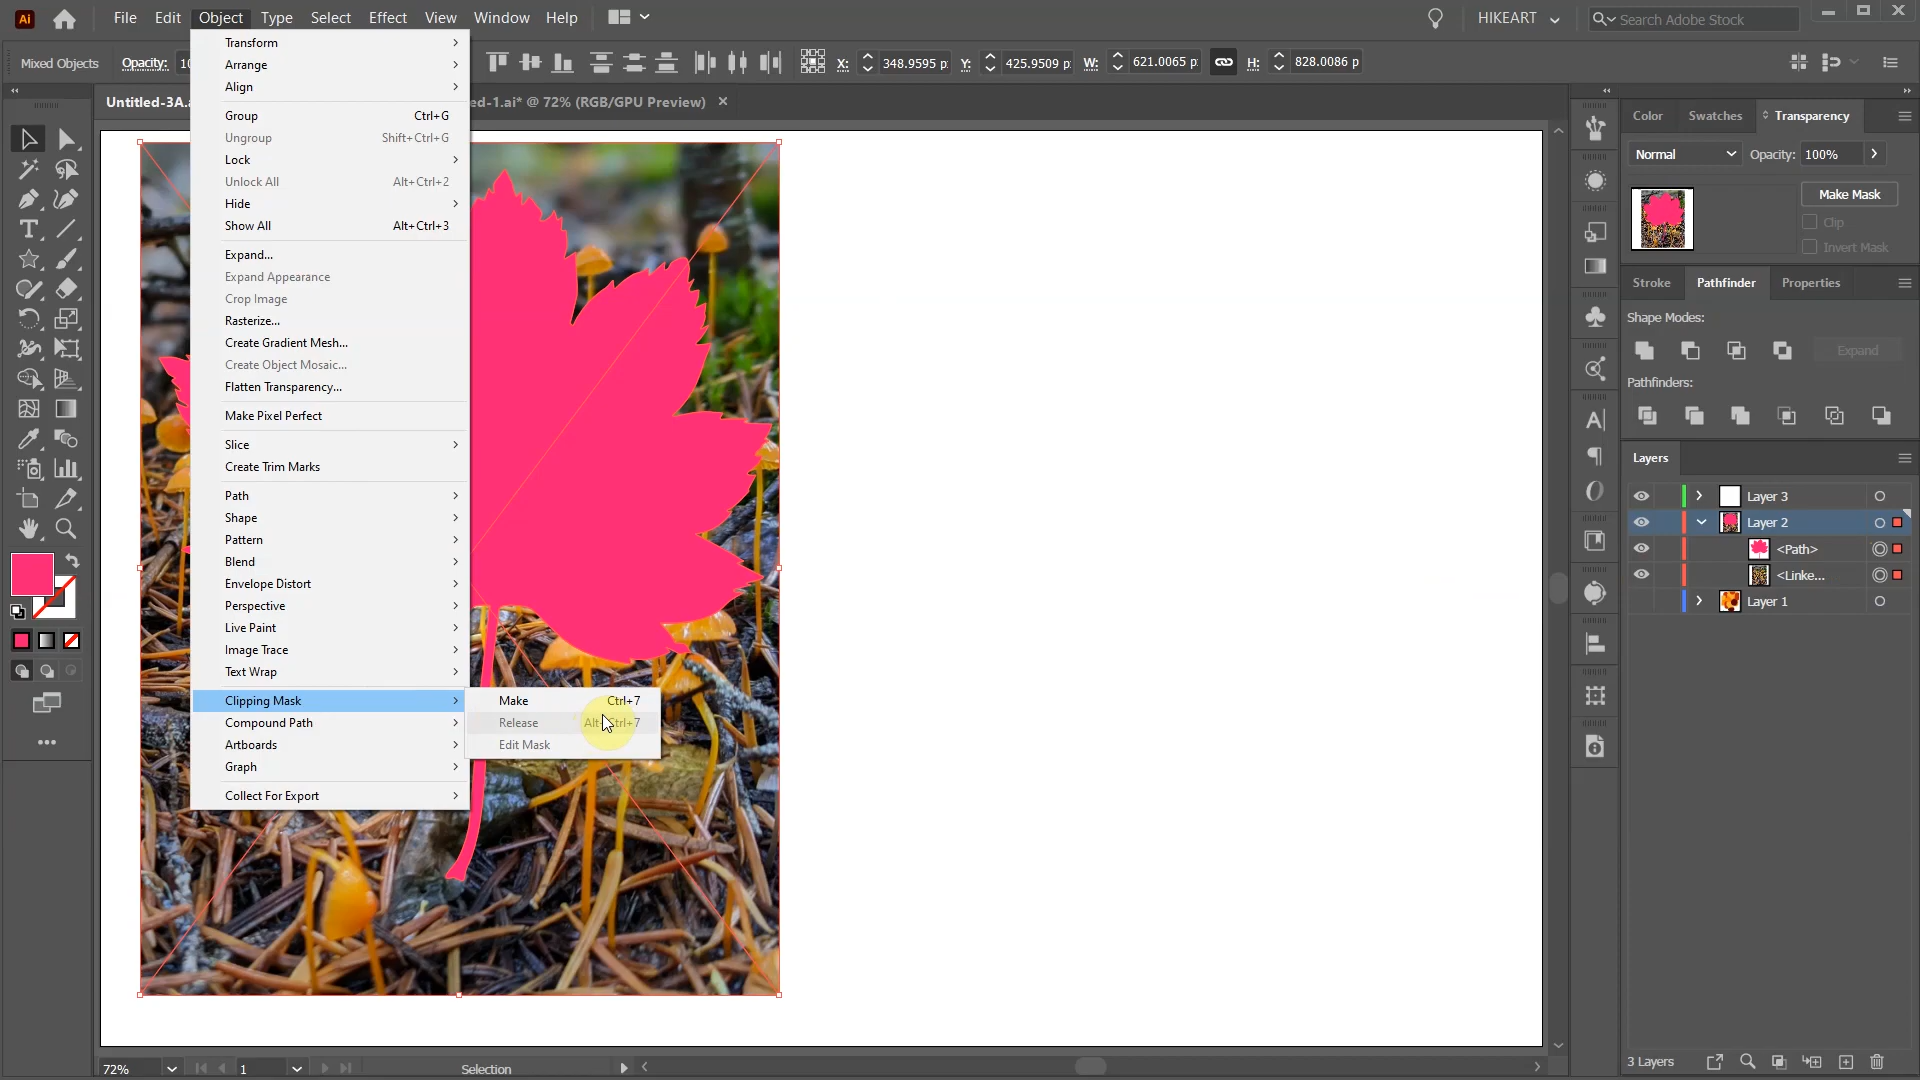 Ai File Edit Object Type Select Effect View Window Help HIKEART Search Adobe Stock
Mixed Objects Opacity: 10 X: 348.9595 p Y: 425.9509 p W: 621.0065 p H: 828.0086 p
Untitled-3A. ed-1.ai* @ 72% (RGB/GPU Preview)
Transform
Arrange
Align
Group Ctrl+G
Ungroup Shift+Ctrl+G
Lock
Unlock All Alt+Ctrl+2
Hide
Show All Alt+Ctrl+3
Expand...
Expand Appearance
Crop Image
Rasterize...
Create Gradient Mesh...
Create Object Mosaic...
Flatten Transparency...
Make Pixel Perfect
Slice
Create Trim Marks
Path
Shape
Pattern
Blend
Envelope Distort
Perspective
Live Paint
Image Trace
Text Wrap
Clipping Mask
Compound Path
Artboards
Graph
Collect For Export
Make Ctrl+7
Release Alt+Ctrl+7
Edit Mask
Color Swatches Transparency
Normal Opacity: 100%
Make Mask
Clip
Invert Mask
Stroke Pathfinder Properties
Shape Modes:
Expand
Pathfinders:
Layers
Layer 3
Layer 2
<Path>
<Linke...
Layer 1
3 Layers
72% 1 Selection